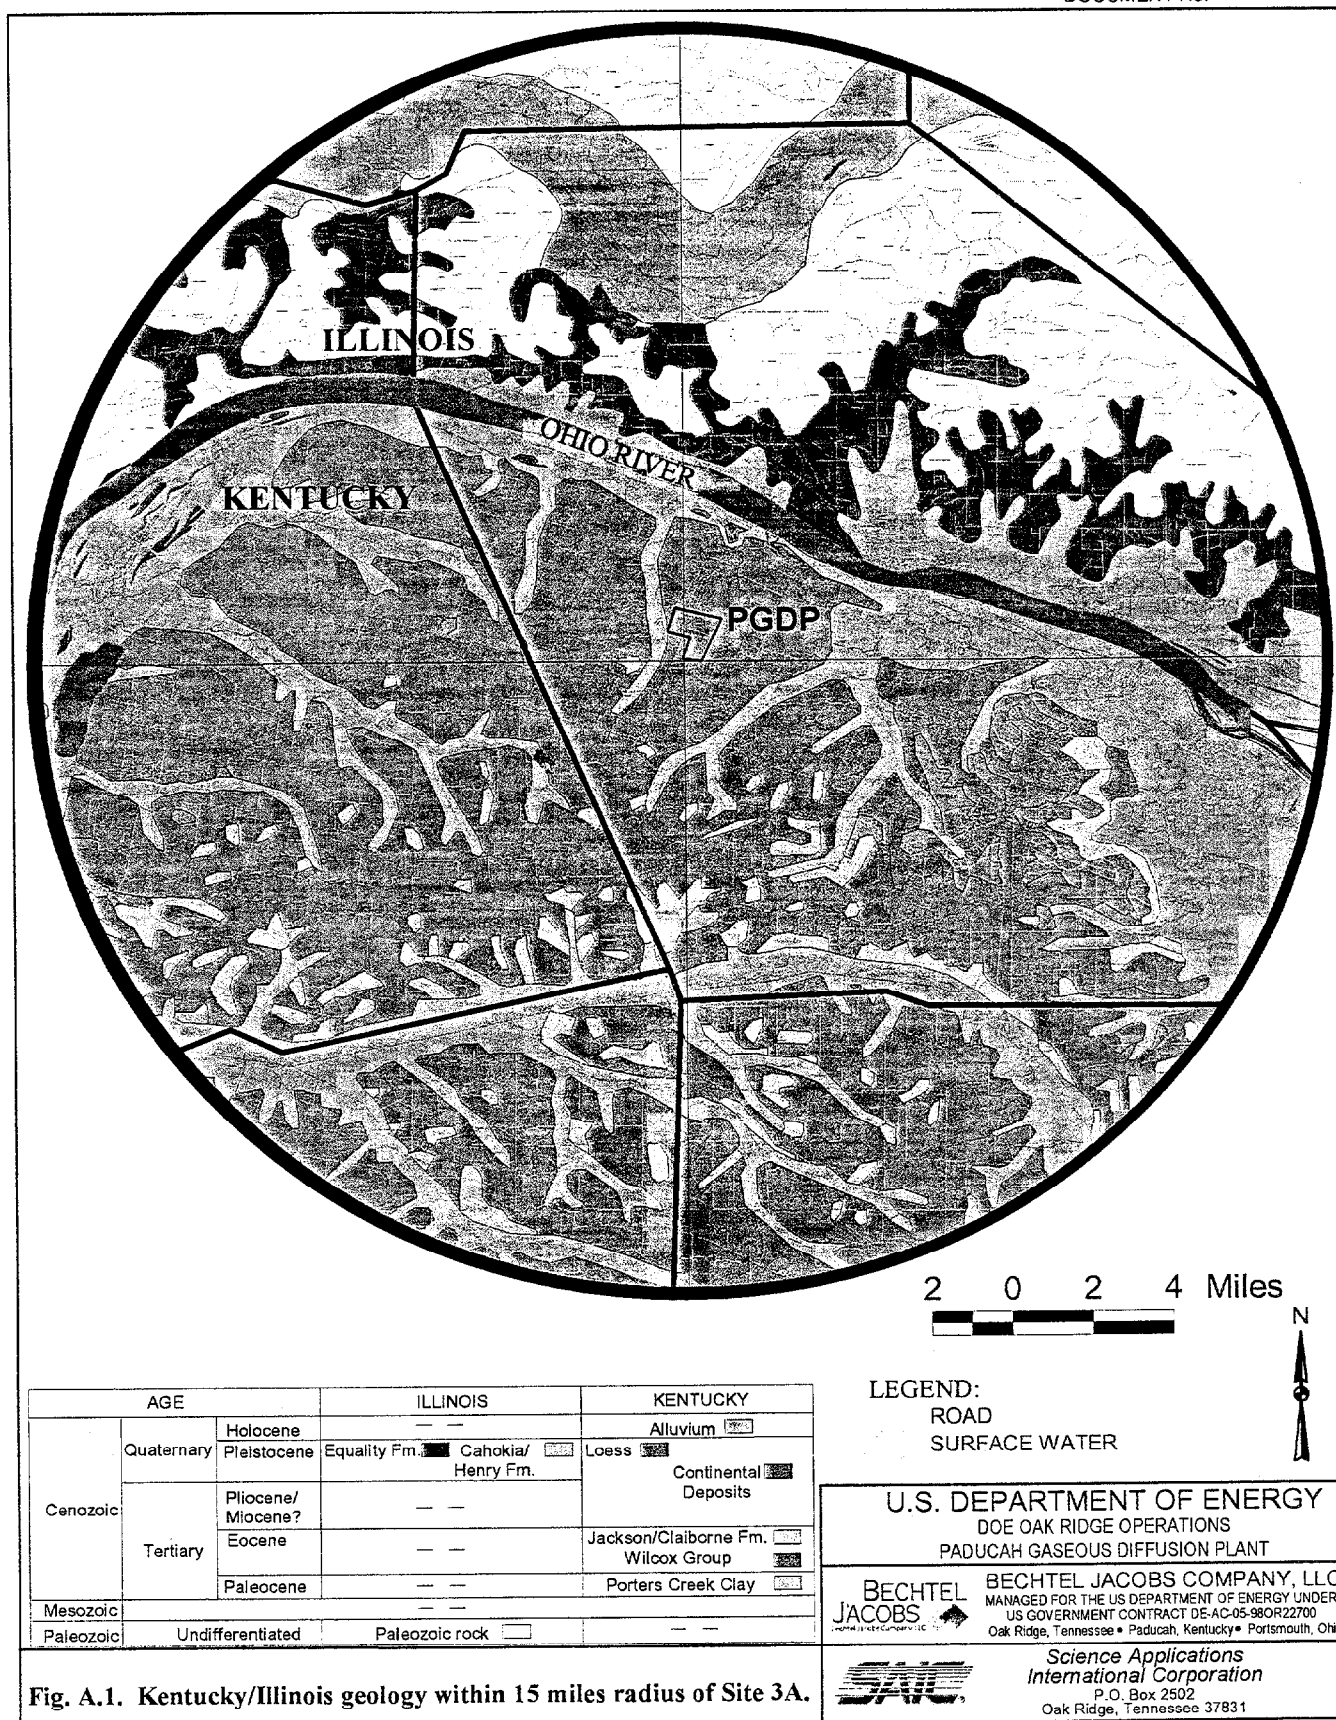 ILLINOIS
OHIO RIVER
KENTUCKY
PGDP
2 0 2 4 Miles
N
LEGEND:
ROAD
SURFACE WATER
AGE ILLINOIS KENTUCKY
Holocene — — Alluvium
Quaternary Pleistocene Equality Fm. Cahokia/ Loess
Henry Fm. Continental
Deposits
Cenozoic
Pliocene/
Miocene? — —
Tertiary
Eocene — — Jackson/Claiborne Fm.
Wilcox Group
Paleocene — — Porters Creek Clay
Mesozoic — —
Paleozoic Undifferentiated Paleozoic rock — —
Fig. A.1. Kentucky/Illinois geology within 15 miles radius of Site 3A.
U.S. DEPARTMENT OF ENERGY
DOE OAK RIDGE OPERATIONS
PADUCAH GASEOUS DIFFUSION PLANT
BECHTEL
JACOBS
BECHTEL JACOBS COMPANY, LLC
MANAGED FOR THE US DEPARTMENT OF ENERGY UNDER
US GOVERNMENT CONTRACT DE-AC-05-98OR22700
Oak Ridge, Tennessee • Paducah, Kentucky • Portsmouth, Ohi
SAIC
Science Applications
International Corporation
P.O. Box 2502
Oak Ridge, Tennessee 37831